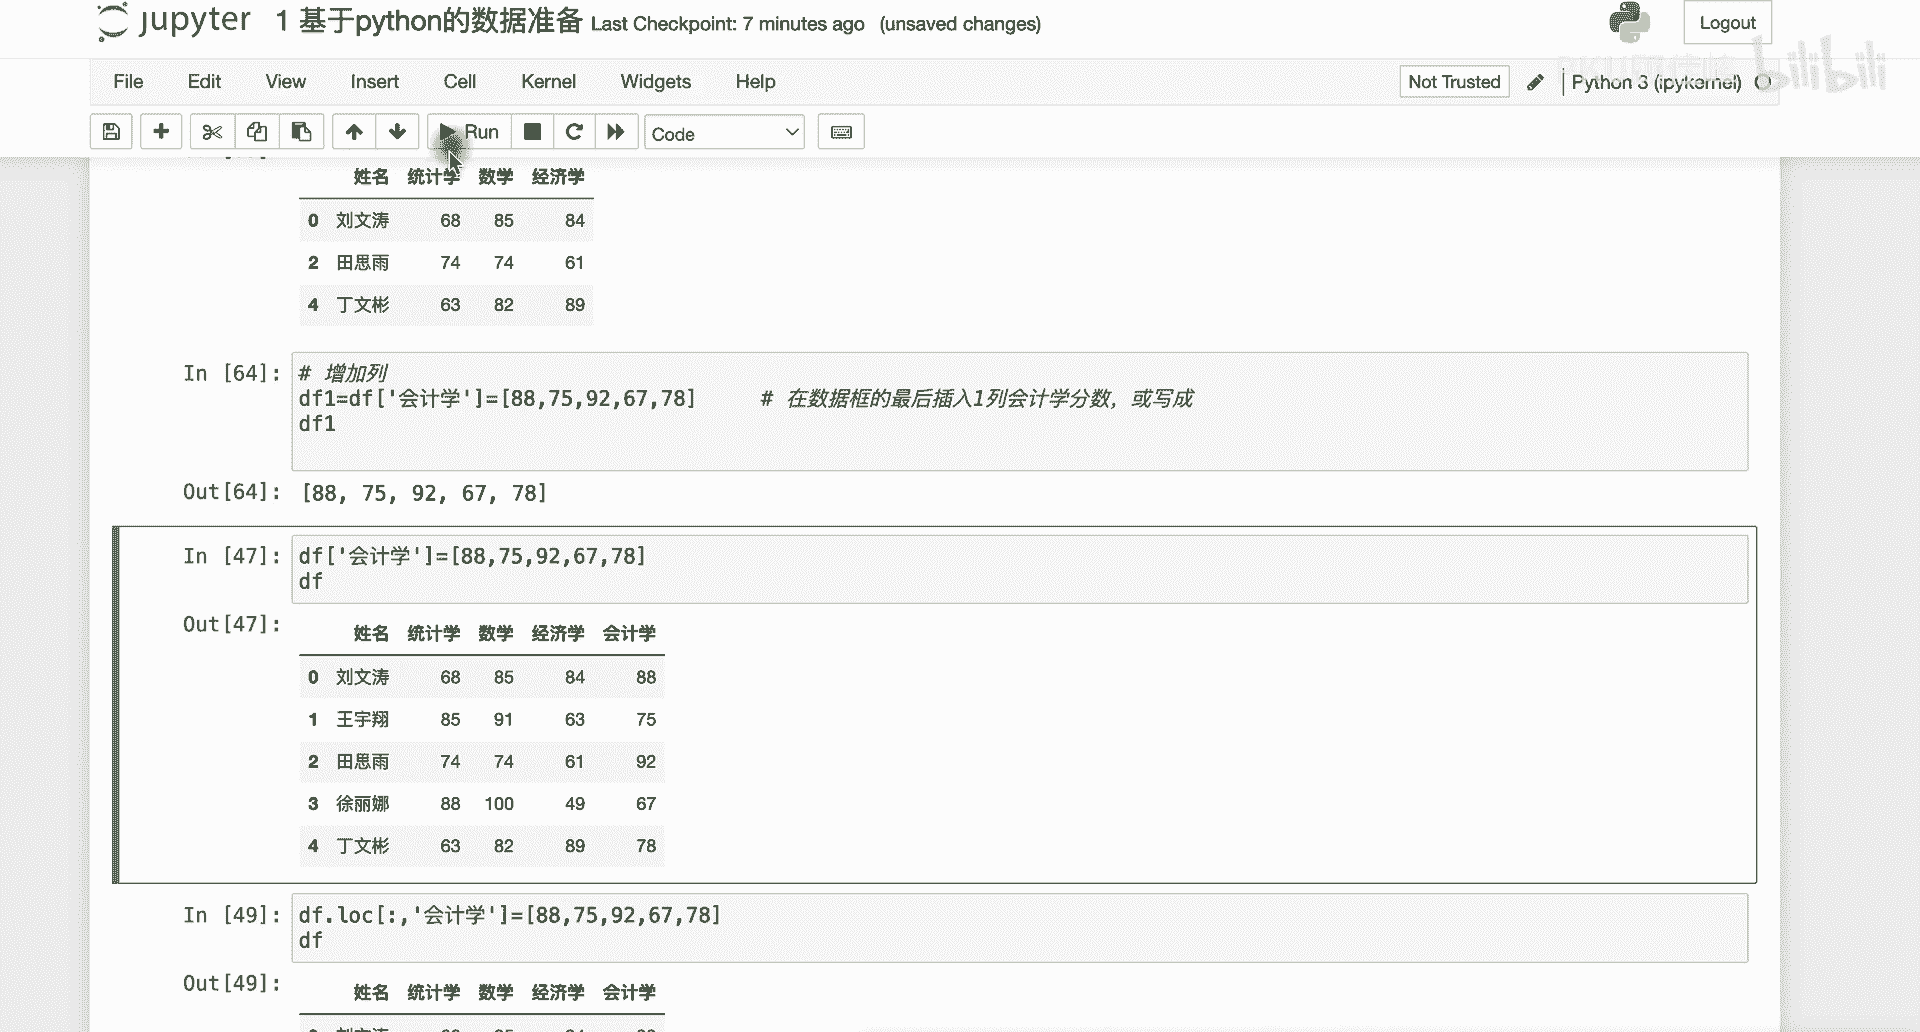 jupyter 1 基于python的数据准备 Last Checkpoint: 7 minutes ago (unsaved changes)
Logout
File Edit View Insert Cell Kernel Widgets Help
Not Trusted
Python 3 (ipykernel)
bilibili
Run
Code
姓名 统计学 数学 经济学
0 刘文涛 68 85 84
2 田思雨 74 74 61
4 丁文彬 63 82 89
In [64]:
# 增加列
df1=df['会计学']=[88,75,92,67,78] # 在数据框的最后插入1列会计学分数，或写成
df1
Out[64]: [88, 75, 92, 67, 78]
In [47]: df['会计学']=[88,75,92,67,78]
df
Out[47]:
姓名 统计学 数学 经济学 会计学
0 刘文涛 68 85 84 88
1 王宇翔 85 91 63 75
2 田思雨 74 74 61 92
3 徐丽娜 88 100 49 67
4 丁文彬 63 82 89 78
In [49]: df.loc[:,'会计学']=[88,75,92,67,78]
df
Out[49]:
姓名 统计学 数学 经济学 会计学